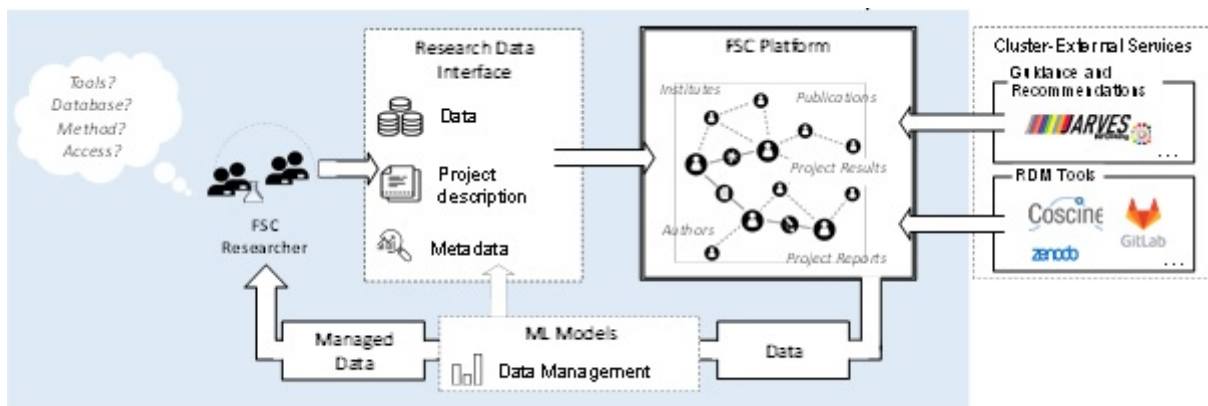 Tools?
Database?
Method?
Access?
FSC
Researcher
Research Data
Interface
Data
Project
description
Metadada
FSC Platform
Institutes
Publications
Project Results
Authors
Project Reports
Cluster-External Services
Guidance and
Recommendations
JARVES
...
RDM Tools
Coscine
GitLab
zenodo
...
Managed
Data
ML Models
Data Management
Data